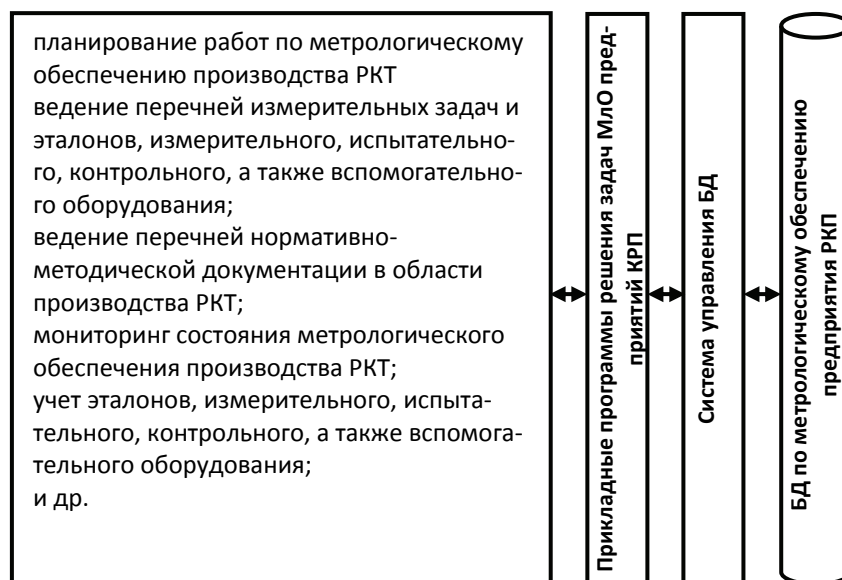 планирование работ по метрологическому
обеспечению производства РКТ
ведение перечней измерительных задач и
эталонов, измерительного, испытательно-
го, контрольного, а также вспомогательно-
го оборудования;
ведение перечней нормативно-
методической документации в области
производства РКТ;
мониторинг состояния метрологического
обеспечения производства РКТ;
учет эталонов, измерительного, испыта-
тельного, контрольного, а также вспомога-
тельного оборудования;
и др.
Прикладные программы решения задач МлО пред-
приятий КРП
Система управления БД
БД по метрологическому обеспечению
предприятия РКП